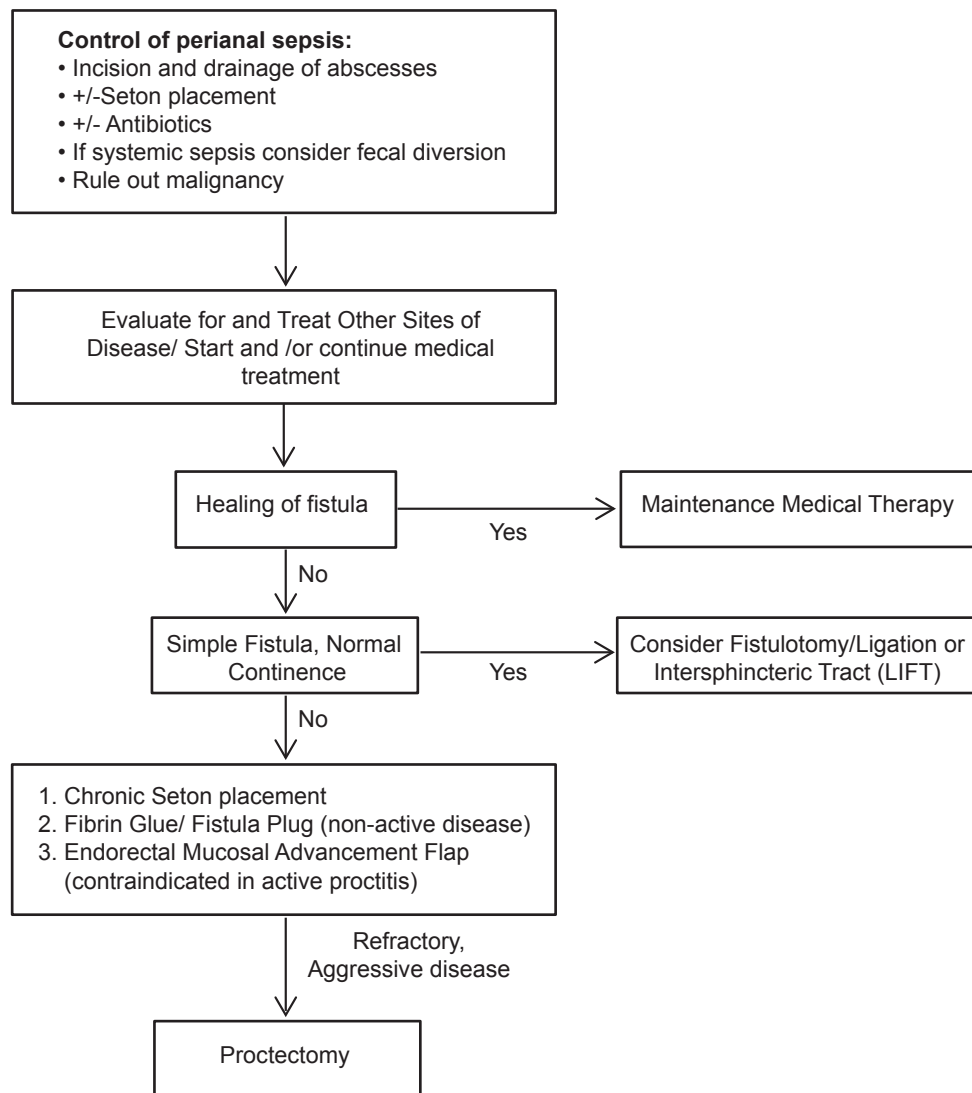 Control of perianal sepsis:
• Incision and drainage of abscesses
• +/-Seton placement
• +/- Antibiotics
• If systemic sepsis consider fecal diversion
• Rule out malignancy
Evaluate for and Treat Other Sites of
Disease/ Start and /or continue medical
treatment
Healing of fistula
Yes
Maintenance Medical Therapy
No
Simple Fistula, Normal
Continence
Yes
Consider Fistulotomy/Ligation or
Intersphincteric Tract (LIFT)
No
1. Chronic Seton placement
2. Fibrin Glue/ Fistula Plug (non-active disease)
3. Endorectal Mucosal Advancement Flap
(contraindicated in active proctitis)
Refractory,
Aggressive disease
Proctectomy